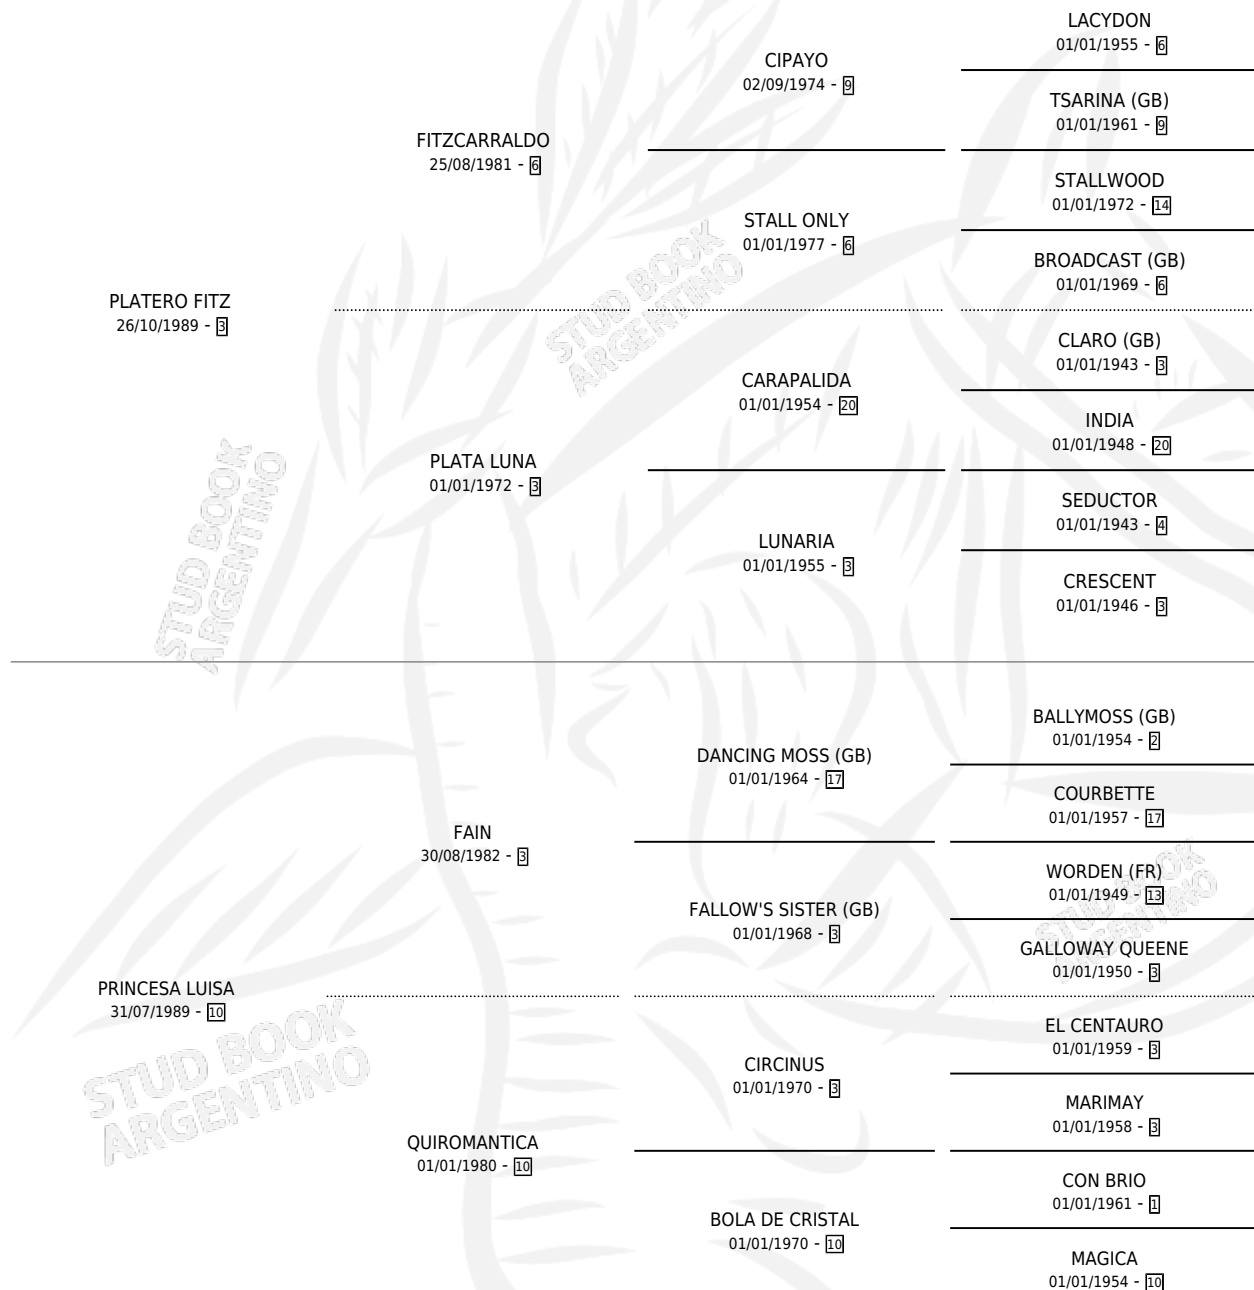 LACYDON
01/01/1955 - 6
CIPAYO
02/09/1974 - 9
TSARINA (GB)
01/01/1961 - 9
FITZCARRALDO
25/08/1981 - 6
STALLWOOD
01/01/1972 - 14
STALL ONLY
01/01/1977 - 6
BROADCAST (GB)
01/01/1969 - 6
PLATERO FITZ
26/10/1989 - 3
CLARO (GB)
01/01/1943 - 3
CARAPALIDA
01/01/1954 - 20
INDIA
01/01/1948 - 20
PLATA LUNA
01/01/1972 - 3
SEDUCTOR
01/01/1943 - 4
LUNARIA
01/01/1955 - 3
CRESCENT
01/01/1946 - 3
BALLYMOSS (GB)
01/01/1954 - 2
DANCING MOSS (GB)
01/01/1964 - 17
COURBETTE
01/01/1957 - 17
FAIN
30/08/1982 - 3
WORDEN (FR)
01/01/1949 - 13
FALLOW'S SISTER (GB)
01/01/1968 - 3
GALLOWAY QUEENE
01/01/1950 - 3
PRINCESA LUISA
31/07/1989 - 10
EL CENTAURO
01/01/1959 - 3
CIRCINUS
01/01/1970 - 3
MARIMAY
01/01/1958 - 3
QUIROMANTICA
01/01/1980 - 10
CON BRIO
01/01/1961 - 1
BOLA DE CRISTAL
01/01/1970 - 10
MAGICA
01/01/1954 - 10
STUD BOOK
ARGENTINO
STUD BOOK
ARGENTINO
STUD BOOK
ARGENTINO
STUD BOOK
ARGENTINO